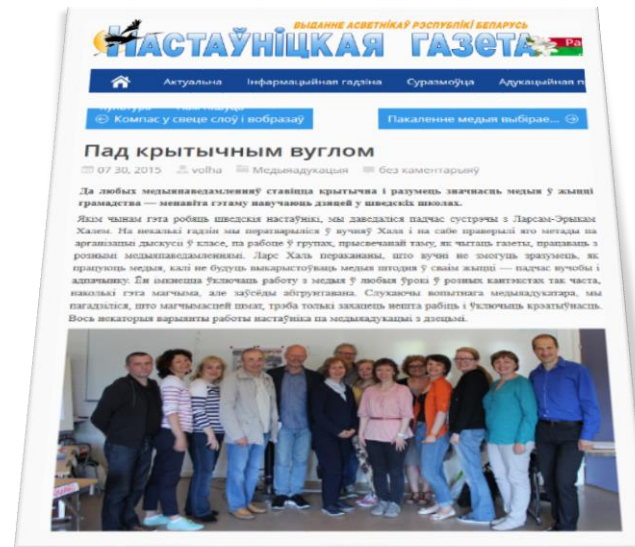 ВЫДАННЕ АСВЕТНІКАЎ РЭСПУБЛІКІ БЕЛАРУСЬ
НАСТАЎНІЦКАЯ ГАЗЕТА
Актуальна Інфармацыйная гадзіна Суразмоўца Адукацыйная п
Компас у свеце слоў і вобразаў Пакаленне медыя выбірае...
Пад крытычным вуглом
07 30, 2015 volha Медыяадукацыя без каментарыяў
Да любых медыяпаведамленняў ставіцца крытычна і разумець значнасць медыя ў жыцці
грамадства — менавіта гэтаму навучаюць дзяцей у шведскіх школах.
Якім чынам гэта робяць шведскія настаўнікі, мы даведаліся падчас сустрэчы з Ларсам-Эрыкам
Халем. На некалькі гадзін мы ператварыліся ў вучняў Халя і на сабе праверылі яго метады па
арганізацыі дыскусіі ў класе, па рабоце ў групах, прысвечанай таму, як чытаць газеты, працаваць з
рознымі медыяпаведамленнямі. Ларс Халь перакананы, што вучні не змогуць зразумець, як
працуюць медыя, калі не будуць выкарыстоўваць медыя штодня ў сваім жыцці — падчас вучобы і
адпачынку. Ён імкнецца ўключаць работу з медыя ў любыя ўрокі ў розных кантэкстах так часта,
наколькі гэта магчыма, але заўсёды абгрунтавана. Слухаючы вопытнага медыяадукатара, мы
пагадзіліся, што магчымасцей шмат, трэба толькі захацець нешта рабіць і ўключыць крэатыўнасць.
Вось некаторыя варыянты работы настаўніка па медыяадукацыі з дзецьмі.